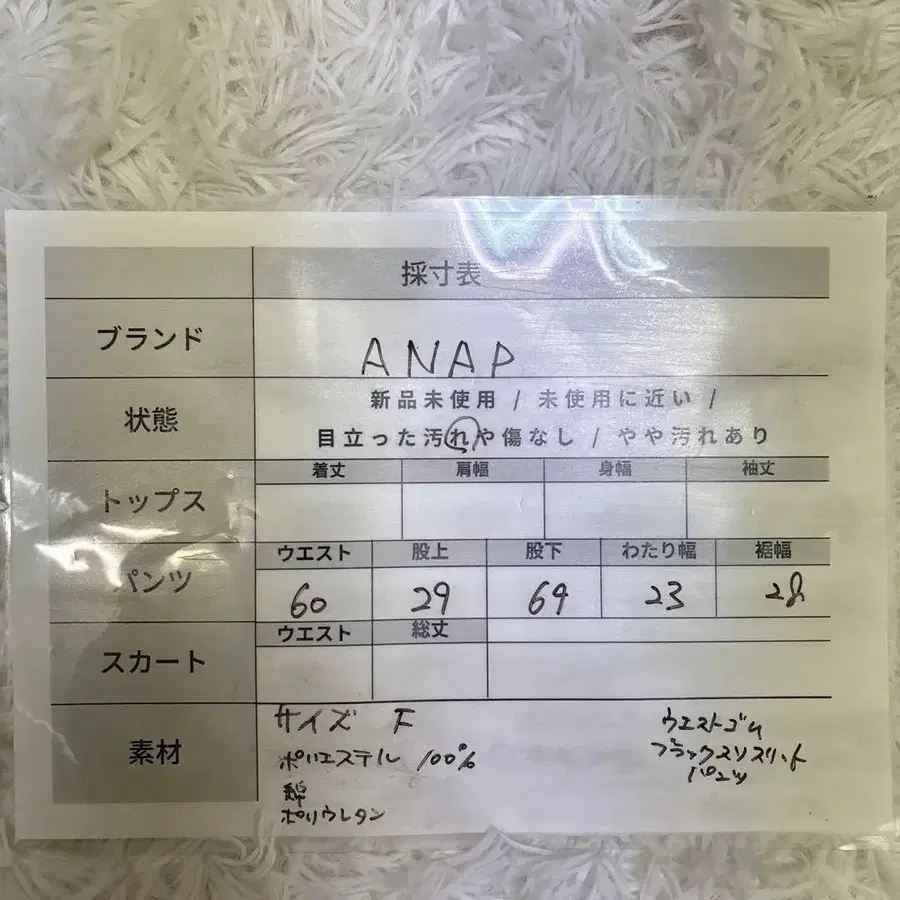 採寸表
ブランド ANAP
状態 新品未使用 / 未使用に近い /
目立った汚れや傷なし / やや汚れあり
トップス 着丈 肩幅 身幅 袖丈
パンツ ウエスト 股上 股下 わたり幅 裾幅
60 29 69 23 28
スカート ウエスト 総丈
素材 サイズ F
ポリエステル 100%
綿
ポリウレタン
ウエストゴム
ブラックスリスリット
パンツ